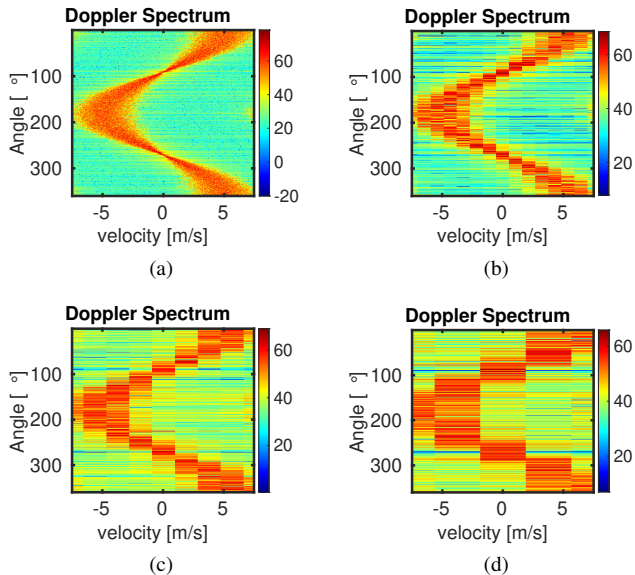 Doppler Spectrum
Angle [ °]
100
200
300
-5
0
5
velocity [m/s]
60
40
20
0
-20
(a)
Doppler Spectrum
Angle [ °]
100
200
300
-5
0
5
velocity [m/s]
60
40
20
(b)
Doppler Spectrum
Angle [ °]
100
200
300
-5
0
5
velocity [m/s]
60
40
20
(c)
Doppler Spectrum
Angle [ °]
100
200
300
-5
0
5
velocity [m/s]
60
40
20
(d)